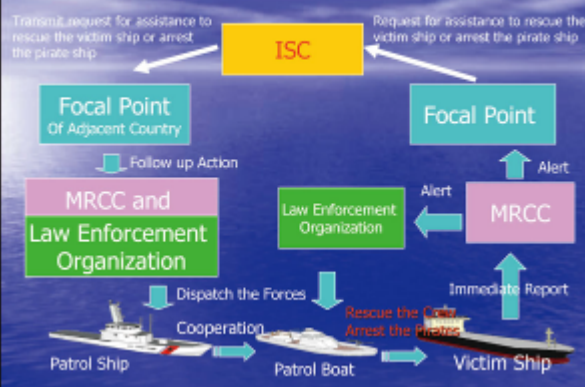 Transmit request for assistance to
rescue the victim ship or arrest
the pirate ship
Request for assistance to rescue the
victim ship or arrest the pirate ship
ISC
Focal Point
Of Adjacent Country
Focal Point
Follow up Action
Alert
MRCC and
Law Enforcement
Organization
Law Enforcement
Organization
Alert
MRCC
Immediate Report
Dispatch the Forces
Rescue the Crew
Arrest the Pirates
Cooperation
Patrol Ship
Patrol Boat
Victim Ship